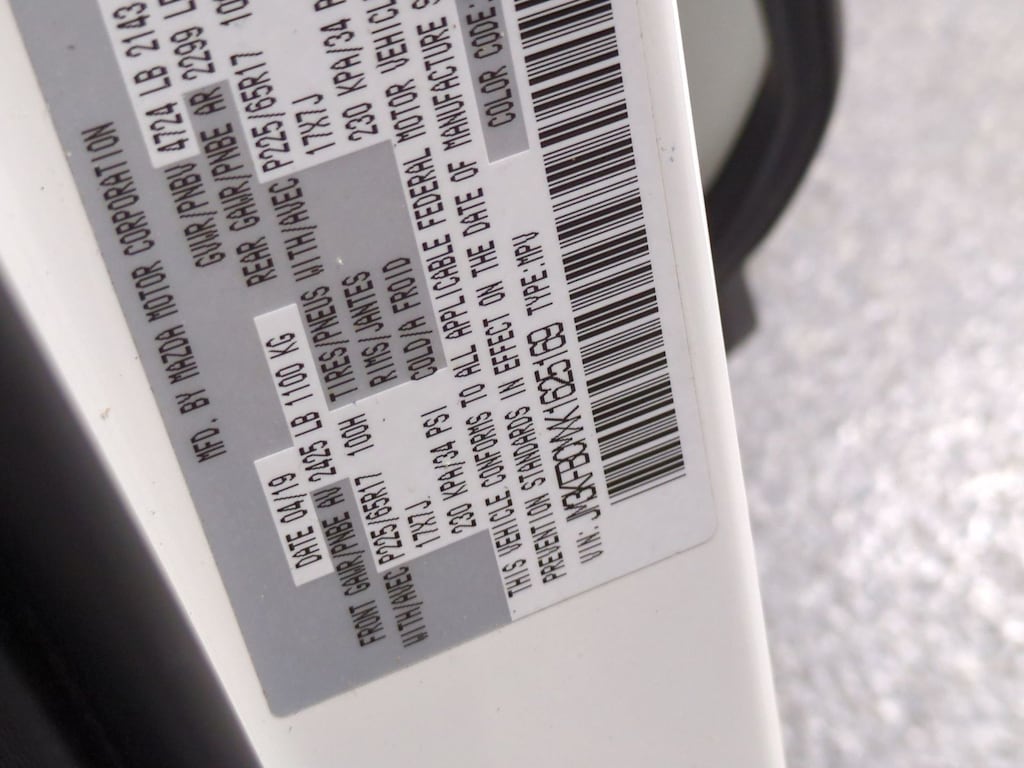 MFD. BY MAZDA MOTOR CORPORATION
DATE 04/19 4724 LB 2143
GVWR/PNBV
FRONT GAWR/PNBE AV 2425 LB 1100 KG REAR GAWR/PNBE AR 2299 LB
P225/65R17 100H TIRES/PNEUS WITH/AVEC P225/65R17
WITH/AVEC 17X7J RIMS/JANTES 17X7J
230 KPA/34 PSI COLD/A FROID 230 KPA/34
THIS VEHICLE CONFORMS TO ALL APPLICABLE FEDERAL MOTOR VEHICLE
PREVENTION STANDARDS IN EFFECT ON THE DATE OF MANUFACTURE
VIN: JM3KFBCMXK1625169 TYPE:MPV COLOR CODE: